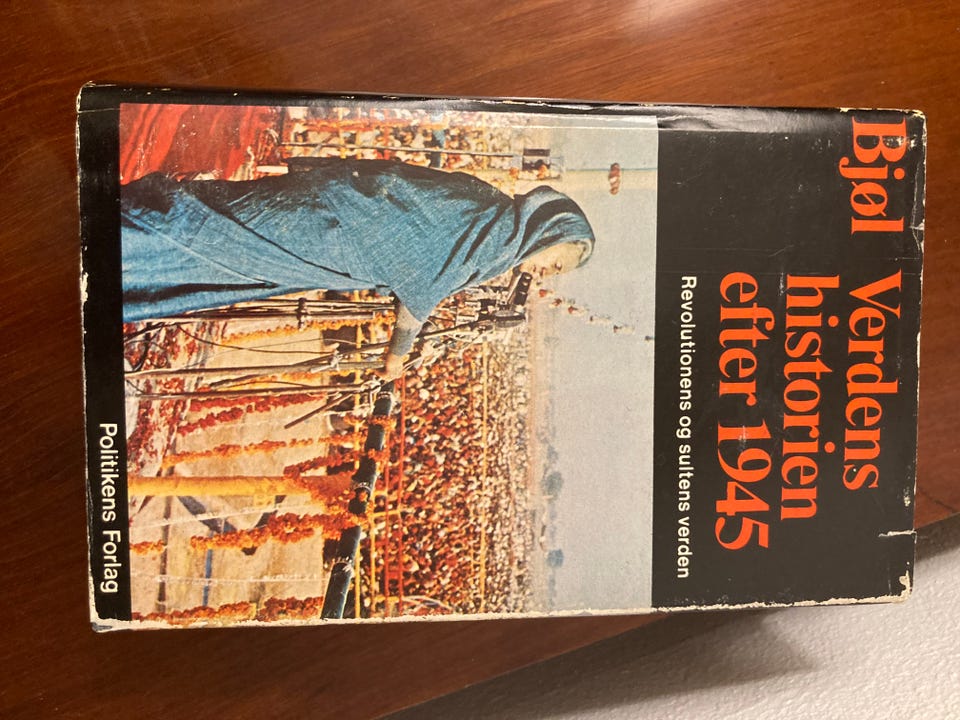 Bjøl
Verdens
historien
efter 1945
Revolutionens og sultens verden
Politikens Forlag